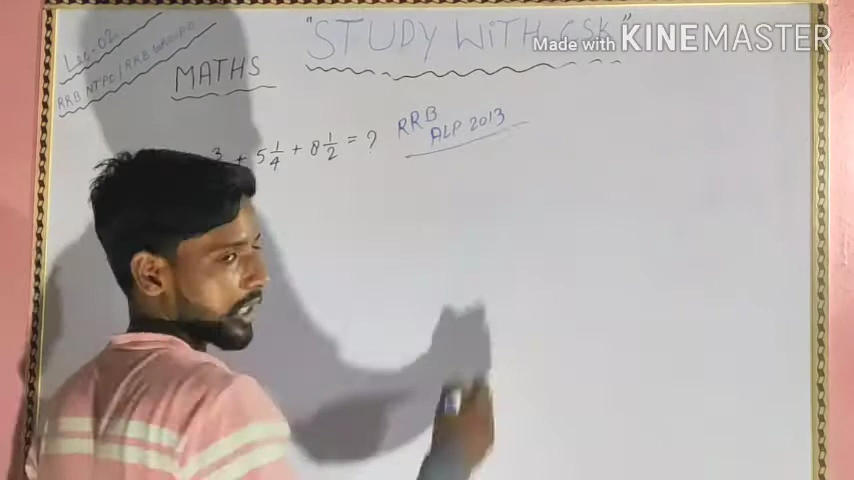 "STUDY WITH GSK"
Made with KINEMASTER
Lec-02
RRB NTPC/RRB GROUP D
MATHS
3 + 5 1/4 + 8 1/2 = ?
RRB
ALP 2013